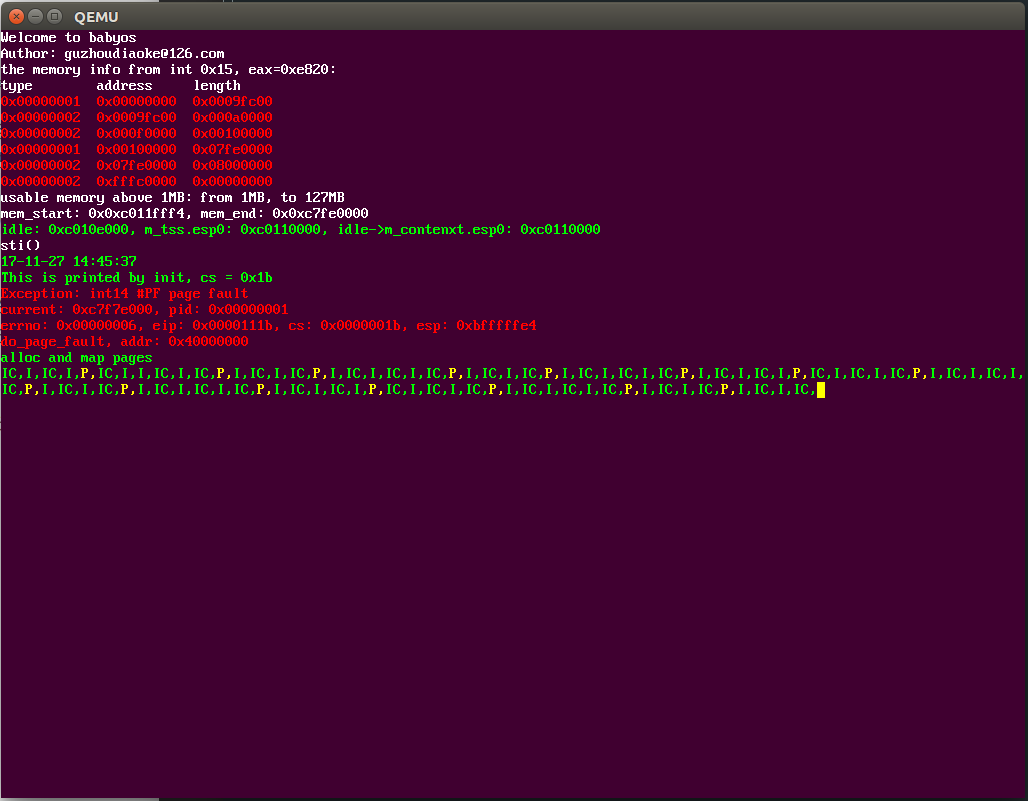 QEMU
Welcome to babyos
Author: guzhoudiaoke@126.com
the memory info from int 0x15, eax=0xe820:
type address length
0x00000001 0x00000000 0x0009fc00
0x00000002 0x0009fc00 0x000a0000
0x00000002 0x000f0000 0x00100000
0x00000001 0x00100000 0x07fe0000
0x00000002 0x07fe0000 0x08000000
0x00000002 0xfffc0000 0x00000000
usable memory above 1MB: from 1MB, to 127MB
mem_start: 0x0xc011fff4, mem_end: 0x0xc7fe0000
idle: 0xc010e000, m_tss.esp0: 0xc0110000, idle->m_contenxt.esp0: 0xc0110000
sti()
17-11-27 14:45:37
This is printed by init, cs = 0x1b
Exception: int14 #PF page fault
current: 0xc7f7e000, pid: 0x00000001
errno: 0x00000006, eip: 0x0000111b, cs: 0x0000001b, esp: 0xbfffffe4
do_page_fault, addr: 0x40000000
alloc and map pages
IC,I,IC,I,P,IC,I,I,IC,I,IC,P,I,IC,I,IC,P,I,IC,I,IC,I,IC,P,I,IC,I,IC,P,I,IC,I,IC,I,IC,P,I,IC,I,IC,I,P,IC,I,IC,I,IC,P,I,IC,I,IC,I,
IC,P,I,IC,I,IC,P,I,IC,I,IC,I,IC,P,I,IC,I,IC,I,P,IC,I,IC,I,IC,P,I,IC,I,IC,I,IC,P,I,IC,I,IC,P,I,IC,I,IC,